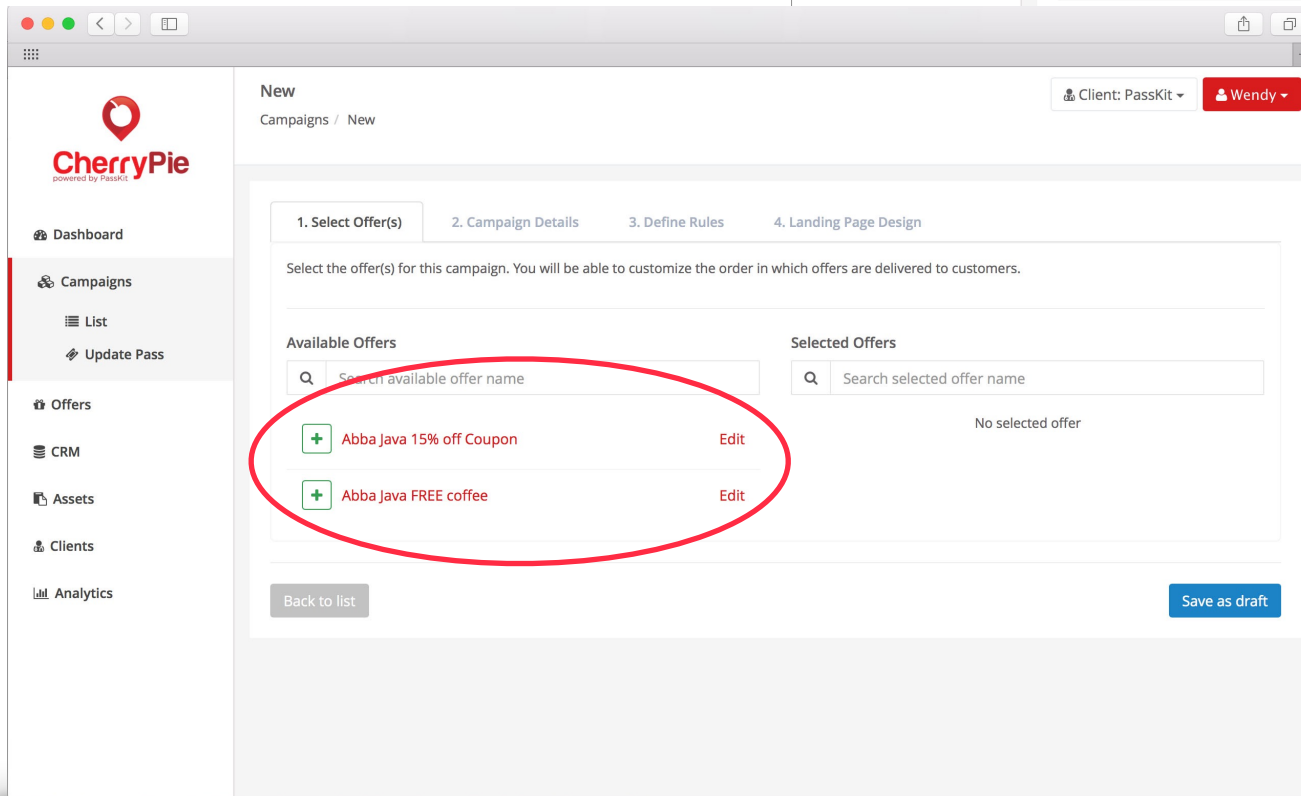 New
Client: PassKit
Wendy
Campaigns / New
CherryPie
powered by PassKit
Dashboard
Campaigns
List
Update Pass
Offers
CRM
Assets
Clients
Analytics
1. Select Offer(s)
2. Campaign Details
3. Define Rules
4. Landing Page Design
Select the offer(s) for this campaign. You will be able to customize the order in which offers are delivered to customers.
Available Offers
Search available offer name
Abba Java 15% off Coupon
Edit
Abba Java FREE coffee
Edit
Selected Offers
Search selected offer name
No selected offer
Back to list
Save as draft